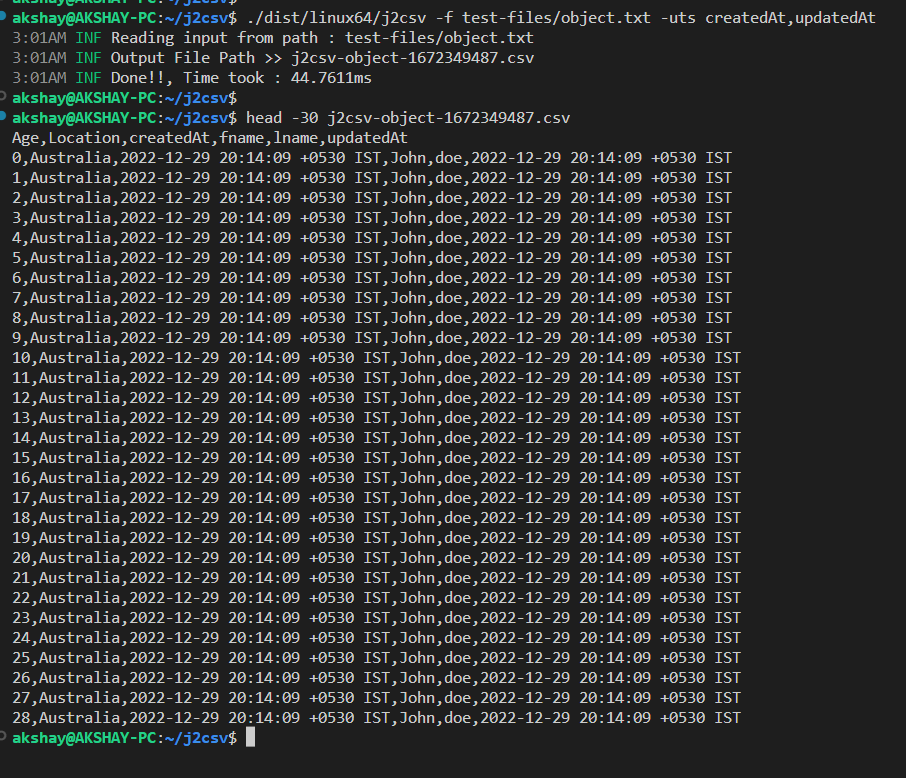 akshay@AKSHAY-PC:~/j2csv$
akshay@AKSHAY-PC:~/j2csv$ ./dist/linux64/j2csv -f test-files/object.txt -uts createdAt,updatedAt
3:01AM INF Reading input from path : test-files/object.txt
3:01AM INF Output File Path >> j2csv-object-1672349487.csv
3:01AM INF Done!!, Time took : 44.7611ms
akshay@AKSHAY-PC:~/j2csv$
akshay@AKSHAY-PC:~/j2csv$ head -30 j2csv-object-1672349487.csv
Age,Location,createdAt,fname,lname,updatedAt
0,Australia,2022-12-29 20:14:09 +0530 IST,John,doe,2022-12-29 20:14:09 +0530 IST
1,Australia,2022-12-29 20:14:09 +0530 IST,John,doe,2022-12-29 20:14:09 +0530 IST
2,Australia,2022-12-29 20:14:09 +0530 IST,John,doe,2022-12-29 20:14:09 +0530 IST
3,Australia,2022-12-29 20:14:09 +0530 IST,John,doe,2022-12-29 20:14:09 +0530 IST
4,Australia,2022-12-29 20:14:09 +0530 IST,John,doe,2022-12-29 20:14:09 +0530 IST
5,Australia,2022-12-29 20:14:09 +0530 IST,John,doe,2022-12-29 20:14:09 +0530 IST
6,Australia,2022-12-29 20:14:09 +0530 IST,John,doe,2022-12-29 20:14:09 +0530 IST
7,Australia,2022-12-29 20:14:09 +0530 IST,John,doe,2022-12-29 20:14:09 +0530 IST
8,Australia,2022-12-29 20:14:09 +0530 IST,John,doe,2022-12-29 20:14:09 +0530 IST
9,Australia,2022-12-29 20:14:09 +0530 IST,John,doe,2022-12-29 20:14:09 +0530 IST
10,Australia,2022-12-29 20:14:09 +0530 IST,John,doe,2022-12-29 20:14:09 +0530 IST
11,Australia,2022-12-29 20:14:09 +0530 IST,John,doe,2022-12-29 20:14:09 +0530 IST
12,Australia,2022-12-29 20:14:09 +0530 IST,John,doe,2022-12-29 20:14:09 +0530 IST
13,Australia,2022-12-29 20:14:09 +0530 IST,John,doe,2022-12-29 20:14:09 +0530 IST
14,Australia,2022-12-29 20:14:09 +0530 IST,John,doe,2022-12-29 20:14:09 +0530 IST
15,Australia,2022-12-29 20:14:09 +0530 IST,John,doe,2022-12-29 20:14:09 +0530 IST
16,Australia,2022-12-29 20:14:09 +0530 IST,John,doe,2022-12-29 20:14:09 +0530 IST
17,Australia,2022-12-29 20:14:09 +0530 IST,John,doe,2022-12-29 20:14:09 +0530 IST
18,Australia,2022-12-29 20:14:09 +0530 IST,John,doe,2022-12-29 20:14:09 +0530 IST
19,Australia,2022-12-29 20:14:09 +0530 IST,John,doe,2022-12-29 20:14:09 +0530 IST
20,Australia,2022-12-29 20:14:09 +0530 IST,John,doe,2022-12-29 20:14:09 +0530 IST
21,Australia,2022-12-29 20:14:09 +0530 IST,John,doe,2022-12-29 20:14:09 +0530 IST
22,Australia,2022-12-29 20:14:09 +0530 IST,John,doe,2022-12-29 20:14:09 +0530 IST
23,Australia,2022-12-29 20:14:09 +0530 IST,John,doe,2022-12-29 20:14:09 +0530 IST
24,Australia,2022-12-29 20:14:09 +0530 IST,John,doe,2022-12-29 20:14:09 +0530 IST
25,Australia,2022-12-29 20:14:09 +0530 IST,John,doe,2022-12-29 20:14:09 +0530 IST
26,Australia,2022-12-29 20:14:09 +0530 IST,John,doe,2022-12-29 20:14:09 +0530 IST
27,Australia,2022-12-29 20:14:09 +0530 IST,John,doe,2022-12-29 20:14:09 +0530 IST
28,Australia,2022-12-29 20:14:09 +0530 IST,John,doe,2022-12-29 20:14:09 +0530 IST
akshay@AKSHAY-PC:~/j2csv$